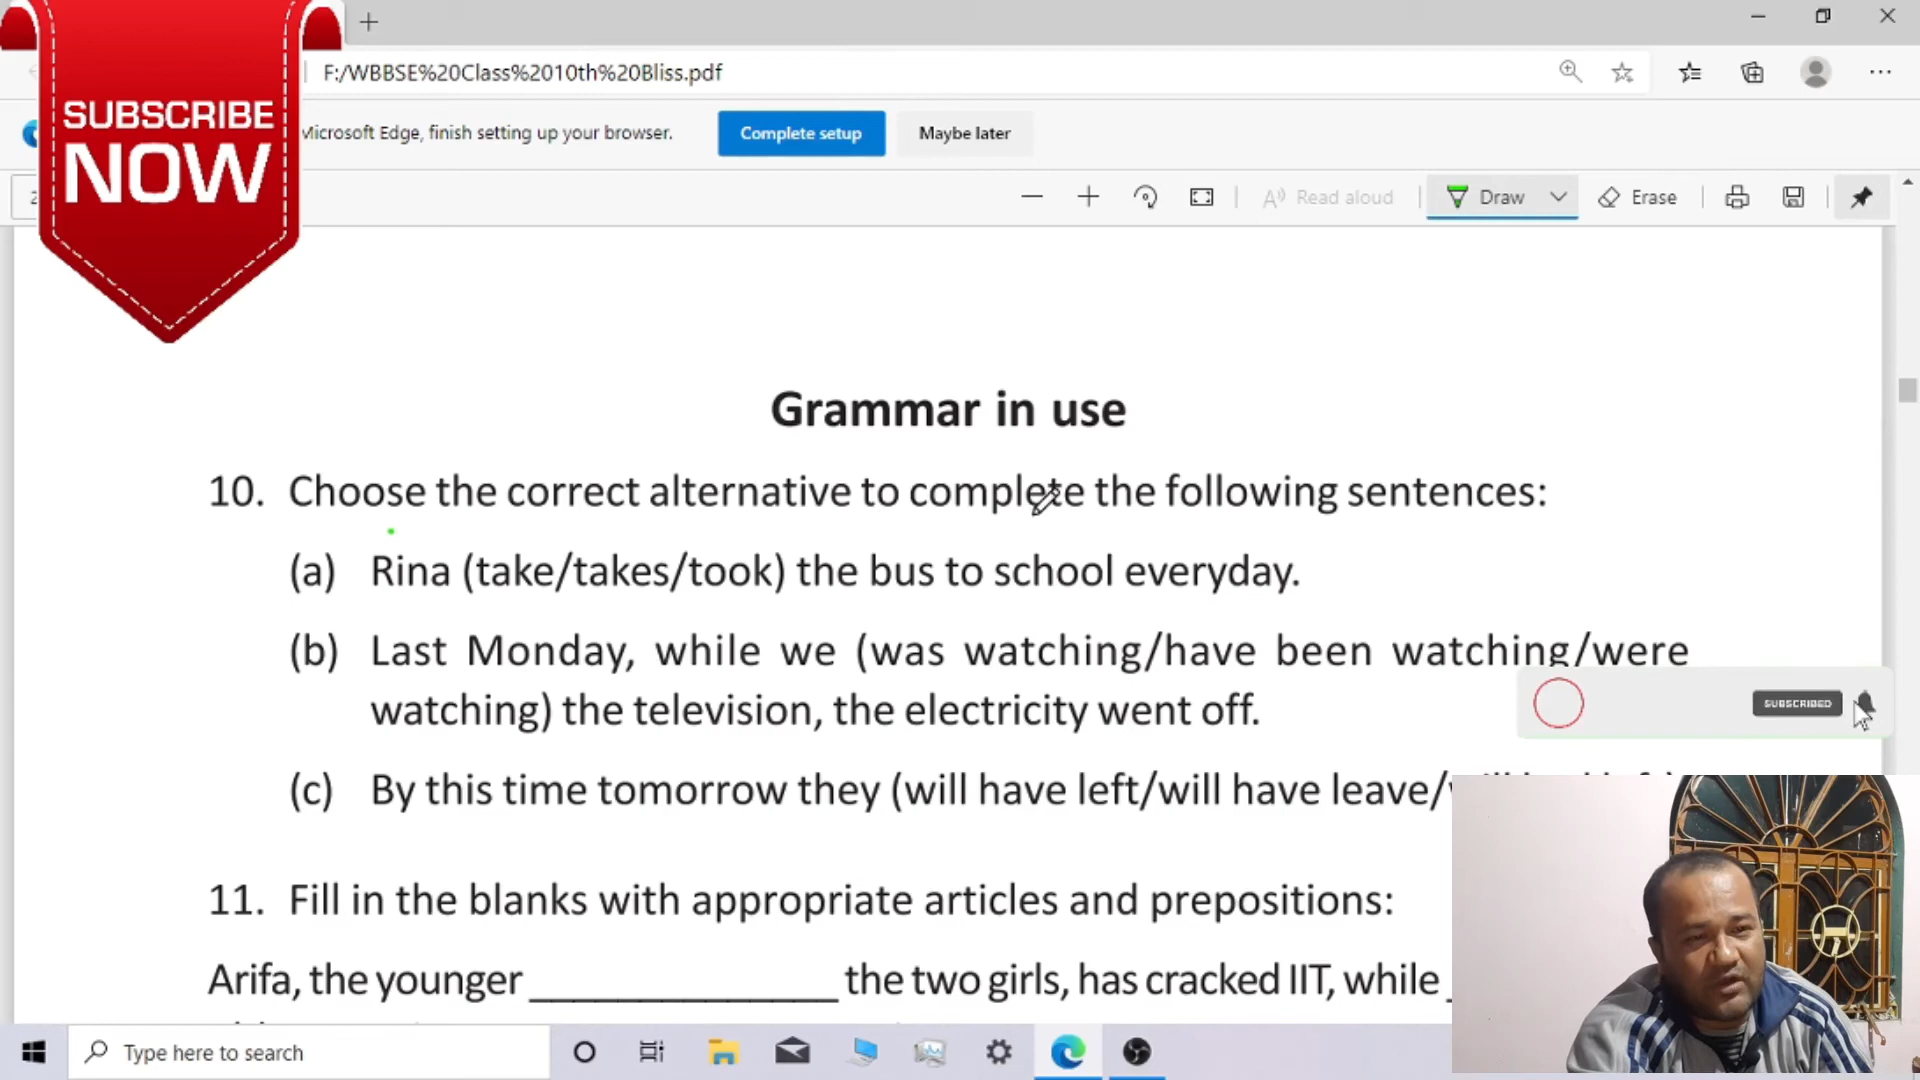 SUBSCRIBE
NOW
F:/WBBSE%20Class%2010th%20Bliss.pdf
Microsoft Edge, finish setting up your browser.
Complete setup
Maybe later
Read aloud
Draw
Erase
Grammar in use
10. Choose the correct alternative to complete the following sentences:
(a) Rina (take/takes/took) the bus to school everyday.
(b) Last Monday, while we (was watching/have been watching/were
watching) the television, the electricity went off.
SUBSCRIBED
(c) By this time tomorrow they (will have left/will have leave/
11. Fill in the blanks with appropriate articles and prepositions:
Arifa, the younger ______________ the two girls, has cracked IIT, while
Type here to search